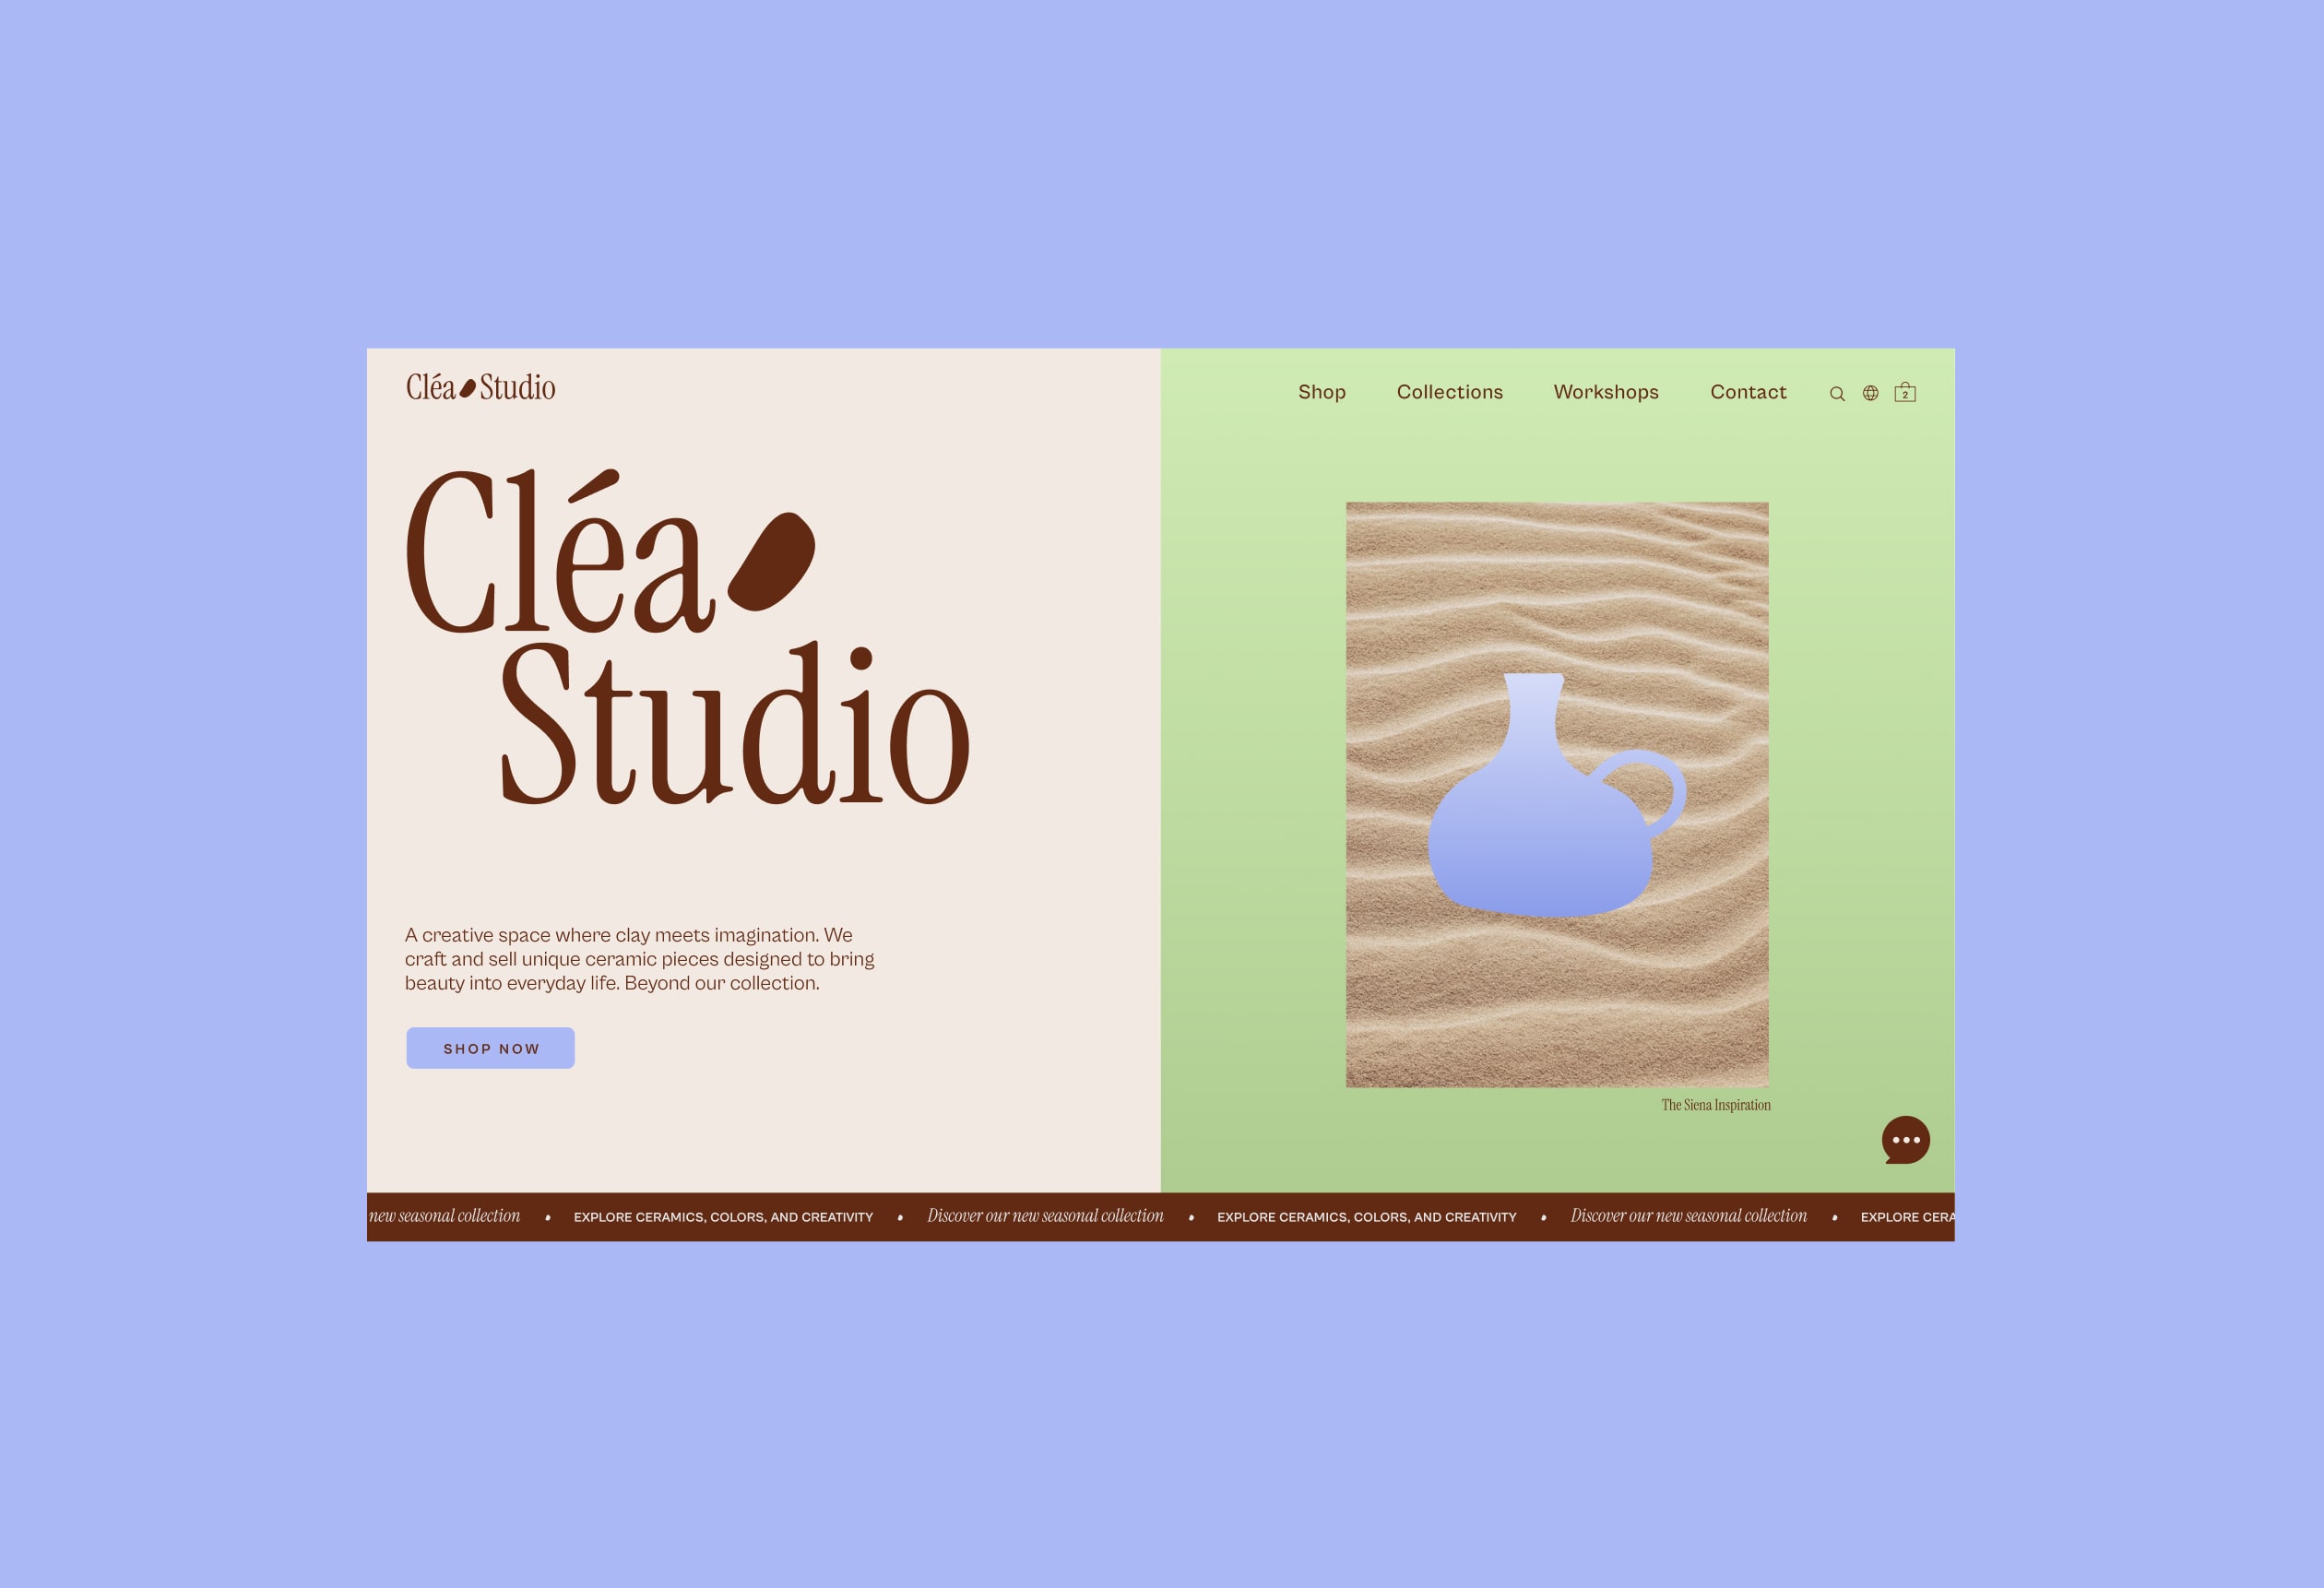 Cléa Studio
Shop Collections Workshops Contact
2
Cléa
Studio
A creative space where clay meets imagination. We
craft and sell unique ceramic pieces designed to bring
beauty into everyday life. Beyond our collection.
SHOP NOW
The Siena Inspiration
new seasonal collection • EXPLORE CERAMICS, COLORS, AND CREATIVITY • Discover our new seasonal collection • EXPLORE CERAMICS, COLORS, AND CREATIVITY • Discover our new seasonal collection • EXPLORE CERA